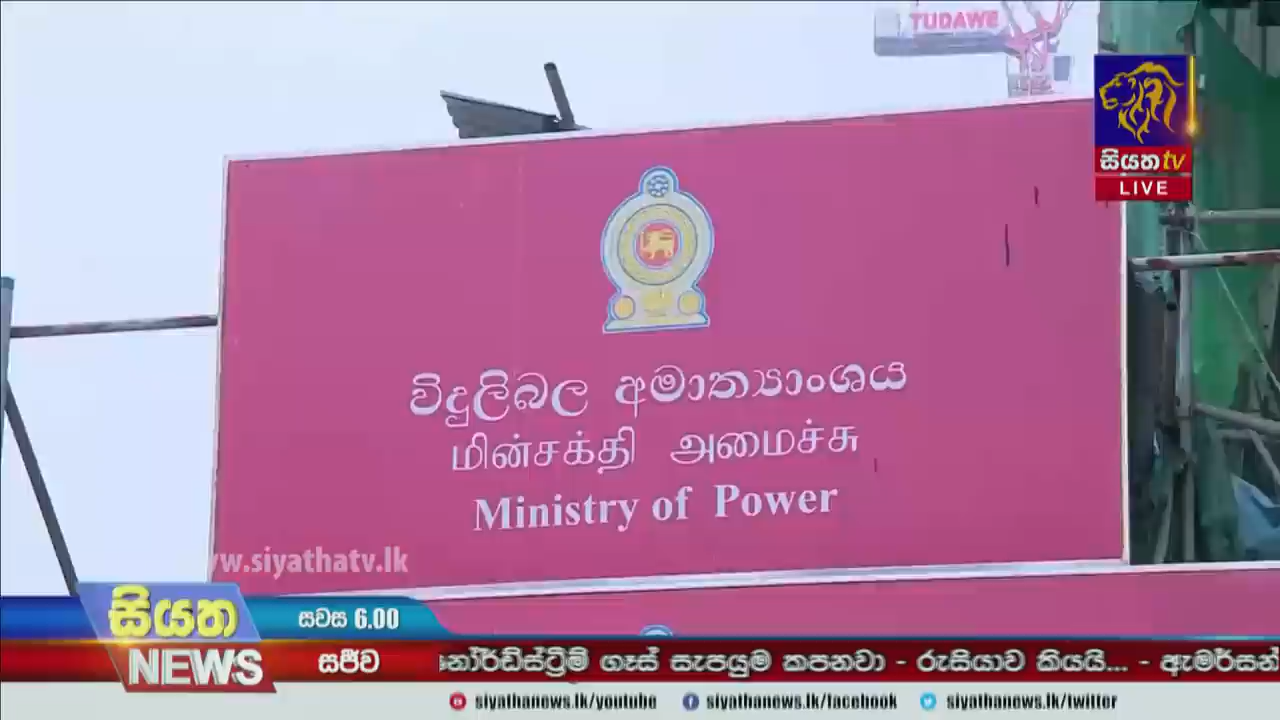 TUDAWE
සියත tv
LIVE
විදුලිබල අමාත්‍යාංශය
மின்சக்தி அமைச்சு
Ministry of Power
www.siyathatv.lk
සියත
NEWS
සවස 6.00
සජීව
නෝර්ඩ්ස්ට්‍රීම් ගෑස් සැපයුම කපනවා - රුසියාව කියයි... - ඇමර්සන්
siyathanews.lk/youtube
siyathanews.lk/facebook
siyathanews.lk/twitter